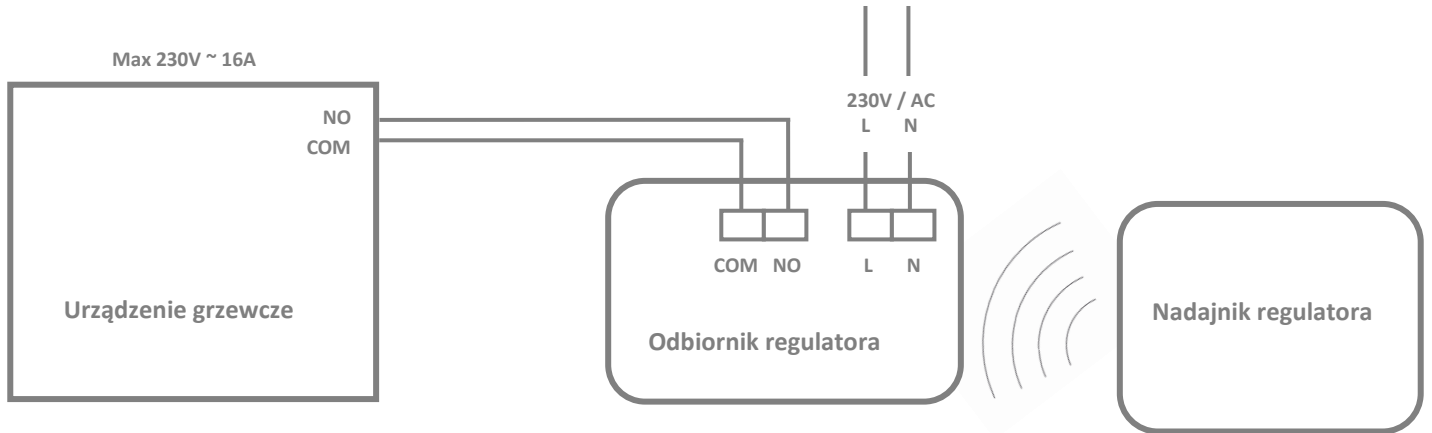 Max 230V ~ 16A
230V / AC
L N
NO
COM
COM NO L N
Urządzenie grzewcze
Odbiornik regulatora
Nadajnik regulatora